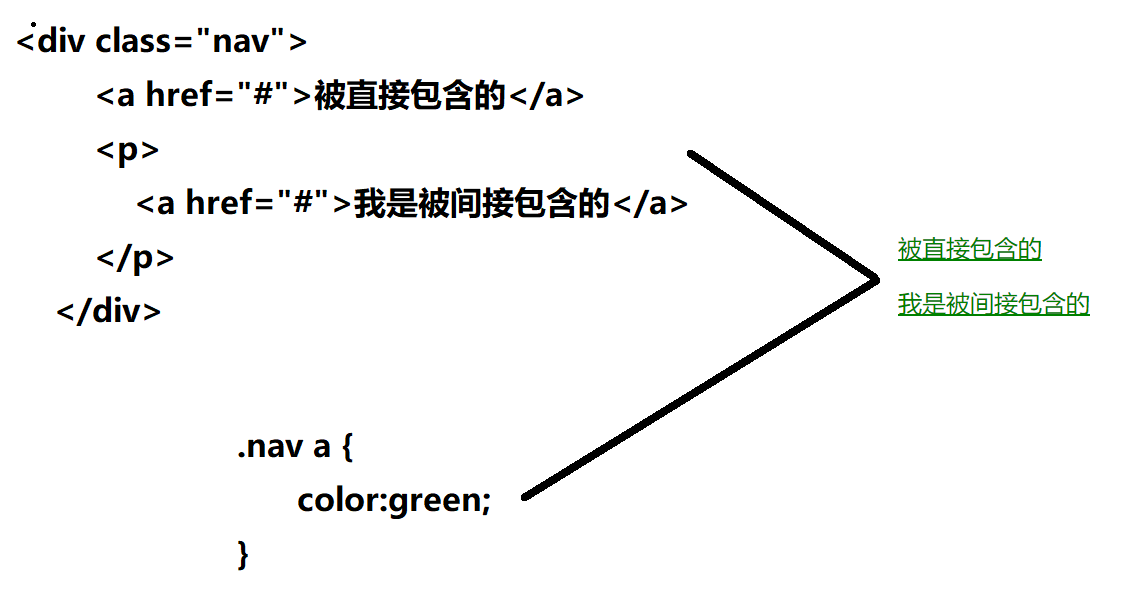 <div class="nav">
<a href="#">被直接包含的</a>
<p>
<a href="#">我是被间接包含的</a>
</p>
</div>
被直接包含的
我是被间接包含的
.nav a {
color:green;
}